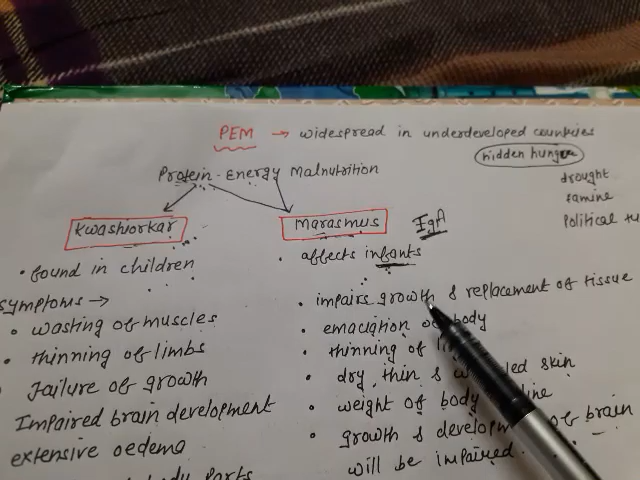 PEM → widespread in underdeveloped countries
hidden hunger
Protein-Energy Malnutrition
drought
famine
Political
Kwashiorkar
Marasmus
IgA
• found in children
• affects infants
symptoms →
• impairs growth & replacement of tissue
• wasting of muscles
• emaciation of body
• thinning of limbs
• thinning of
• Failure of growth
• dry, thin & skin
Impaired brain development
• weight of body
extensive oedema
• growth & of brain
will be impaired.
body parts